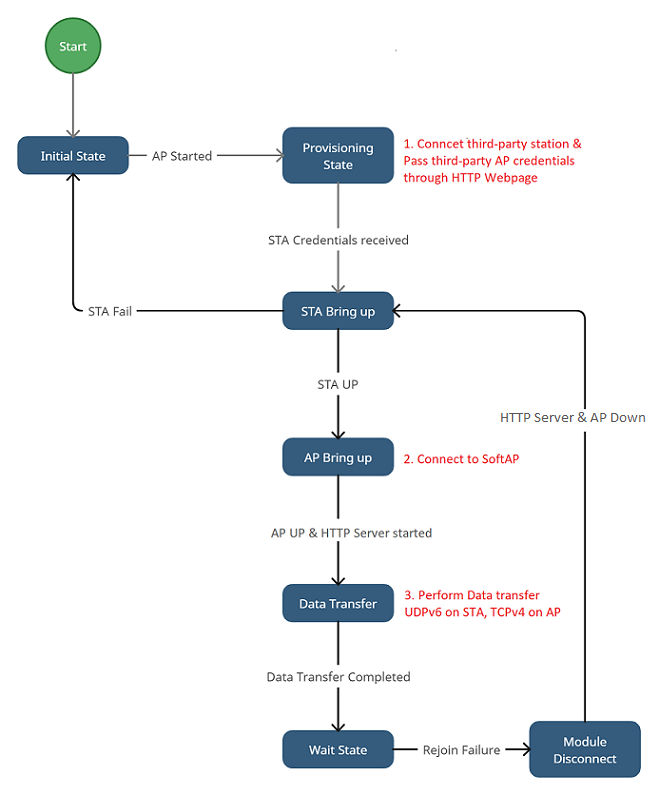 Start
Initial State
AP Started
Provisioning
State
1. Conncet third-party station &
Pass third-party AP credentials
through HTTP Webpage
STA Credentials received
STA Fail
STA Bring up
STA UP
HTTP Server & AP Down
AP Bring up
2. Connect to SoftAP
AP UP & HTTP Server started
Data Transfer
3. Perform Data transfer
UDPv6 on STA, TCPv4 on AP
Data Transfer Completed
Wait State
Rejoin Failure
Module
Disconnect